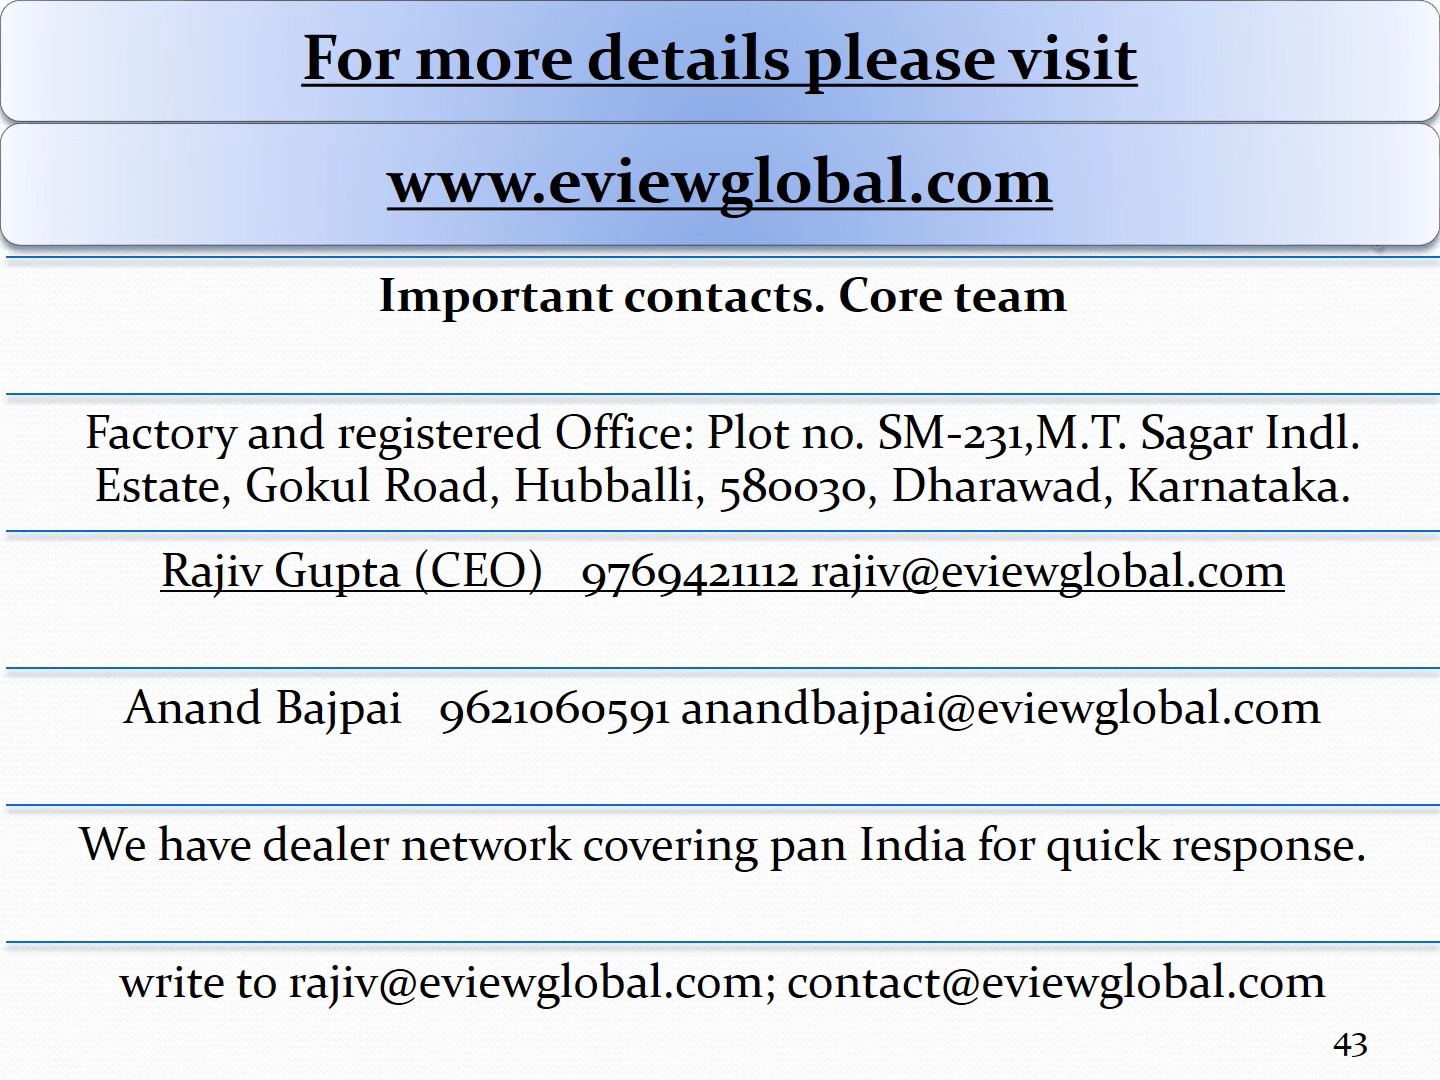 For more details please visit
www.eviewglobal.com
Important contacts. Core team
Factory and registered Office: Plot no. SM-231,M.T. Sagar Indl.
Estate, Gokul Road, Hubballi, 580030, Dharawad, Karnataka.
Rajiv Gupta (CEO)   9769421112 rajiv@eviewglobal.com
Anand Bajpai   9621060591 anandbajpai@eviewglobal.com
We have dealer network covering pan India for quick response.
write to rajiv@eviewglobal.com; contact@eviewglobal.com
43